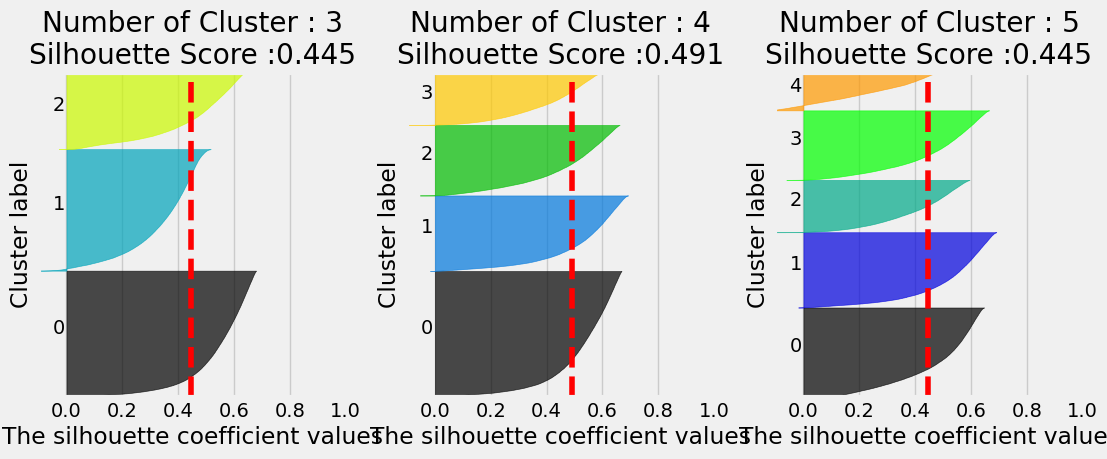 Number of Cluster : 3
Silhouette Score :0.445
Cluster label
2
1
0
0.0 0.2 0.4 0.6 0.8 1.0
The silhouette coefficient values
Number of Cluster : 4
Silhouette Score :0.491
Cluster label
3
2
1
0
0.0 0.2 0.4 0.6 0.8 1.0
The silhouette coefficient values
Number of Cluster : 5
Silhouette Score :0.445
Cluster label
4
3
2
1
0
0.0 0.2 0.4 0.6 0.8 1.0
The silhouette coefficient value